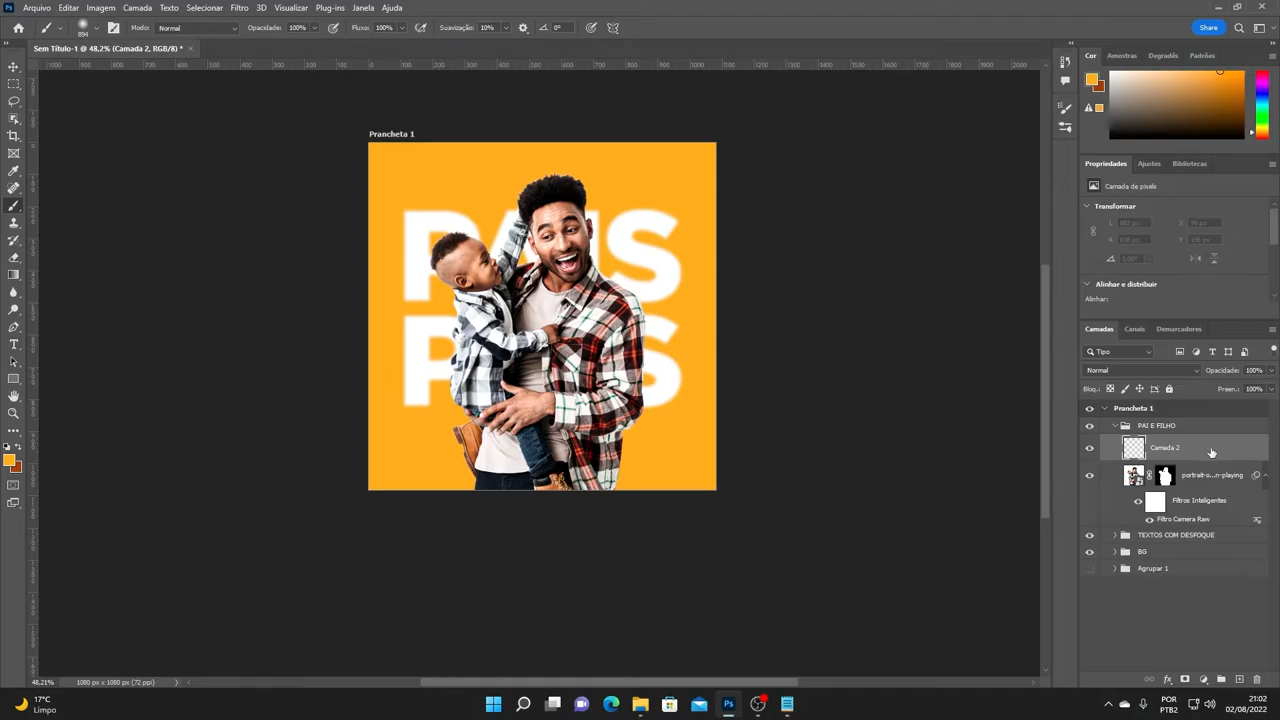 Arquivo Editar Imagem Camada Texto Selecionar Filtro 3D Visualizar Plug-ins Janela Ajuda
894 Modo: Normal Opacidade: 100% Fluxo: 100% Suavização: 10% 0° Share
Sem Título-1 @ 48,2% (Camada 2, RGB/8) *
Cor Amostras Degradês Padrões
Prancheta 1
PAIS
Propriedades Ajustes Bibliotecas
Camada de pixels
Transformar
Alinhar e distribuir
Alinhar:
Camadas Canais Demarcadores
Tipo
Normal Opacidade: 100%
Bloq.: Preen.: 100%
Prancheta 1
PAI E FILHO
Camada 2
portrait-o...n-playing
Filtros Inteligentes
Filtro Camera Raw
TEXTOS COM DESFOQUE
BG
Agrupar 1
48,21% 1080 px x 1080 px (72 ppi)
17°C
Limpo
POR
PTB2
21:02
02/08/2022